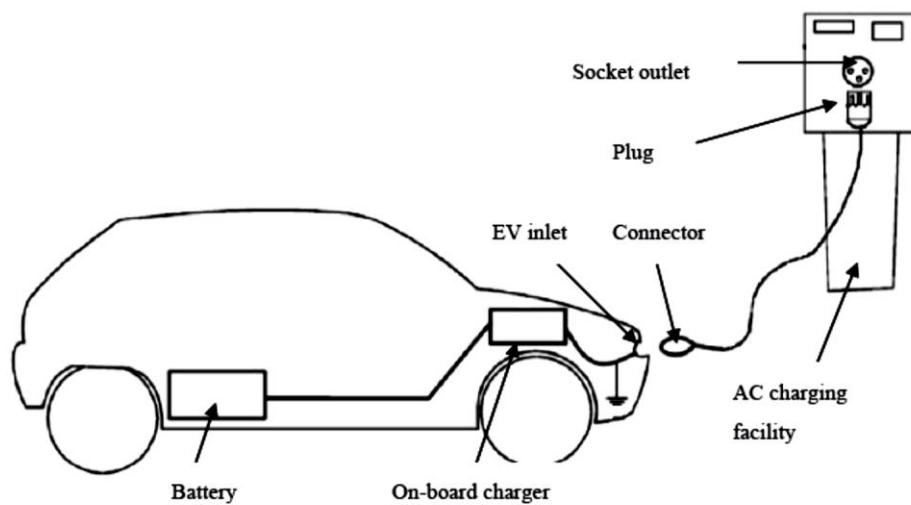 Socket outlet
Plug
EV inlet
Connector
AC charging
facility
Battery
On-board charger